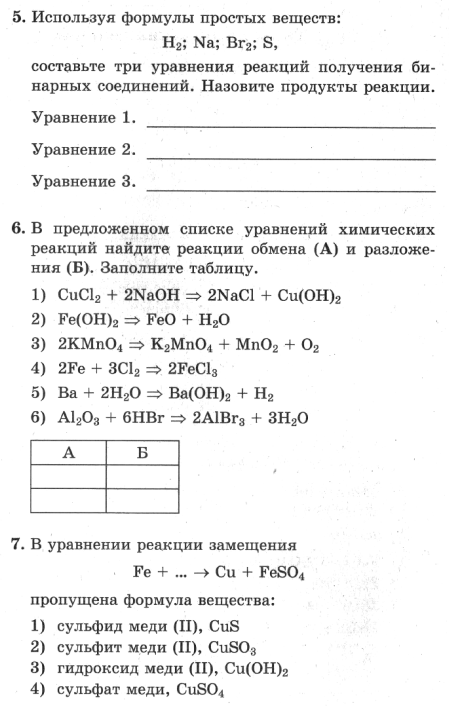 5. Используя формулы простых веществ:
H₂; Na; Br₂; S,
составьте три уравнения реакций получения би-
нарных соединений. Назовите продукты реакции.
Уравнение 1.
Уравнение 2.
Уравнение 3.
6. В предложенном списке уравнений химических
реакций найдите реакции обмена (А) и разложе-
ния (Б). Заполните таблицу.
1) CuCl₂ + 2NaOH ⇒ 2NaCl + Cu(OH)₂
2) Fe(OH)₂ ⇒ FeO + H₂O
3) 2KMnO₄ ⇒ K₂MnO₄ + MnO₂ + O₂
4) 2Fe + 3Cl₂ ⇒ 2FeCl₃
5) Ba + 2H₂O ⇒ Ba(OH)₂ + H₂
6) Al₂O₃ + 6HBr ⇒ 2AlBr₃ + 3H₂O
А Б
7. В уравнении реакции замещения
Fe + ... → Cu + FeSO₄
пропущена формула вещества:
1) сульфид меди (II), CuS
2) сульфит меди (II), CuSO₃
3) гидроксид меди (II), Cu(OH)₂
4) сульфат меди, CuSO₄